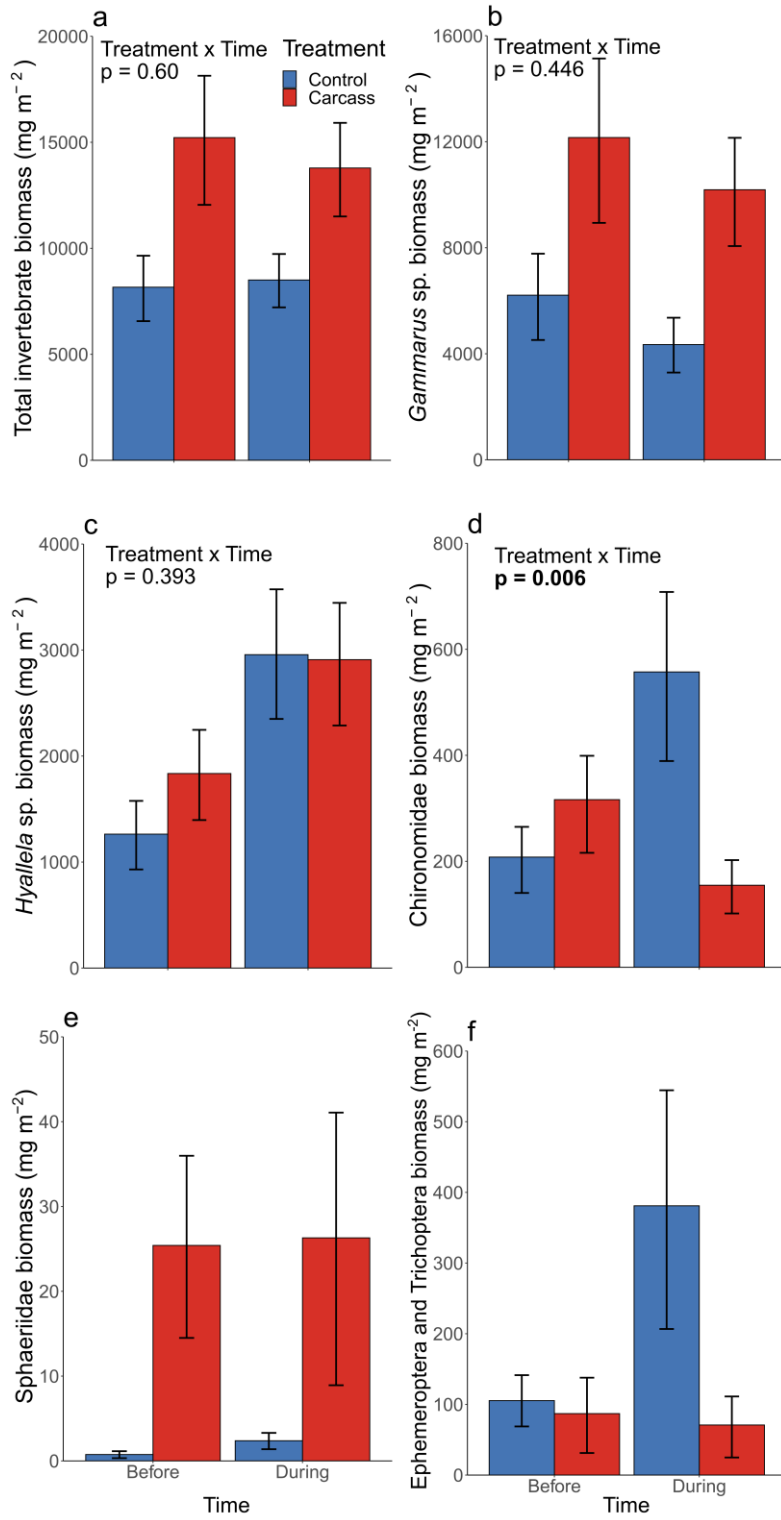 a
Total invertebrate biomass (mg m⁻²)
20000
15000
10000
5000
0
Treatment x Time
p = 0.60
Treatment
Control
Carcass
b
Gammarus sp. biomass (mg m⁻²)
16000
12000
8000
4000
0
Treatment x Time
p = 0.446
c
Hyallela sp. biomass (mg m⁻²)
4000
3000
2000
1000
0
Treatment x Time
p = 0.393
d
Chironomidae biomass (mg m⁻²)
800
600
400
200
0
Treatment x Time
p = 0.006
e
Sphaeriidae biomass (mg m⁻²)
50
40
30
20
10
0
Before
During
Time
f
Ephemeroptera and Trichoptera biomass (mg m⁻²)
600
500
400
300
200
100
0
Before
During
Time